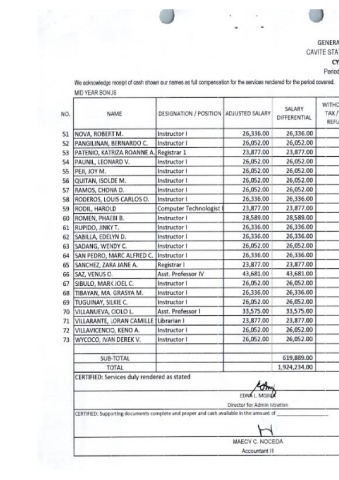 GENERA
CAVITE STA
CY
Period
We acknowledge receipt of cash shown our names as full compensation for the services rendered for the period covered.
MID YEAR BONUS
NO. NAME DESIGNATION / POSITION ADJUSTED SALARY SALARY DIFFERENTIAL WITHO TAX / REFU
51 NOVA, ROBERT M. Instructor I 26,336.00 26,336.00
52 PANGILINAN, BERNARDO C. Instructor I 26,052.00 26,052.00
53 PATENIO, KATRIZA ROANNE A. Registrar 1 23,877.00 23,877.00
54 PAUNIL, LEONARD V. Instructor I 26,052.00 26,052.00
55 PEJI, JOY M. Instructor I 26,052.00 26,052.00
56 QUITAN, ISOLDE M. Instructor I 26,052.00 26,052.00
57 RAMOS, CHONA D. Instructor I 26,052.00 26,052.00
58 RODEROS, LOUIS CARLOS O. Instructor I 26,336.00 26,336.00
59 RODIL, HAROLD Computer Technologist I 23,877.00 23,877.00
60 ROMEN, PHAEBI B. Instructor I 28,589.00 28,589.00
61 RUPIDO, JINKY T. Instructor I 26,336.00 26,336.00
62 SABILLA, EDELYN D. Instructor I 26,336.00 26,336.00
63 SADANG, WENDY C. Instructor I 26,052.00 26,052.00
64 SAN PEDRO, MARC ALFRED C. Instructor I 26,336.00 26,336.00
65 SANCHEZ, ZARA JANE A. Registrar I 23,877.00 23,877.00
66 SAZ, VENUS O. Asst. Professor IV 43,681.00 43,681.00
67 SIBULO, MARK JOEL C. Instructor I 26,052.00 26,052.00
68 TIBAYAN, MA. GRASYA M. Instructor I 26,336.00 26,336.00
69 TUGUINAY, SILKIE C. Instructor I 26,052.00 26,052.00
70 VILLANUEVA, CIOLO L. Asst. Professor I 33,575.00 33,575.00
71 VILLARANTE, LORAN CAMILLE Librarian I 23,877.00 23,877.00
72 VILLAVICENCIO, KENO A. Instructor I 26,052.00 26,052.00
73 WYCOCO, IVAN DEREK V. Instructor I 26,052.00 26,052.00
SUB-TOTAL 619,889.00
TOTAL 1,924,234.00
CERTIFIED: Services duly rendered as stated
EDNA L.
Director for Admin istration
CERTIFIED: Supporting documents complete and proper and cash available in the amount of
MAECY C. NOCEDA
Accountant II